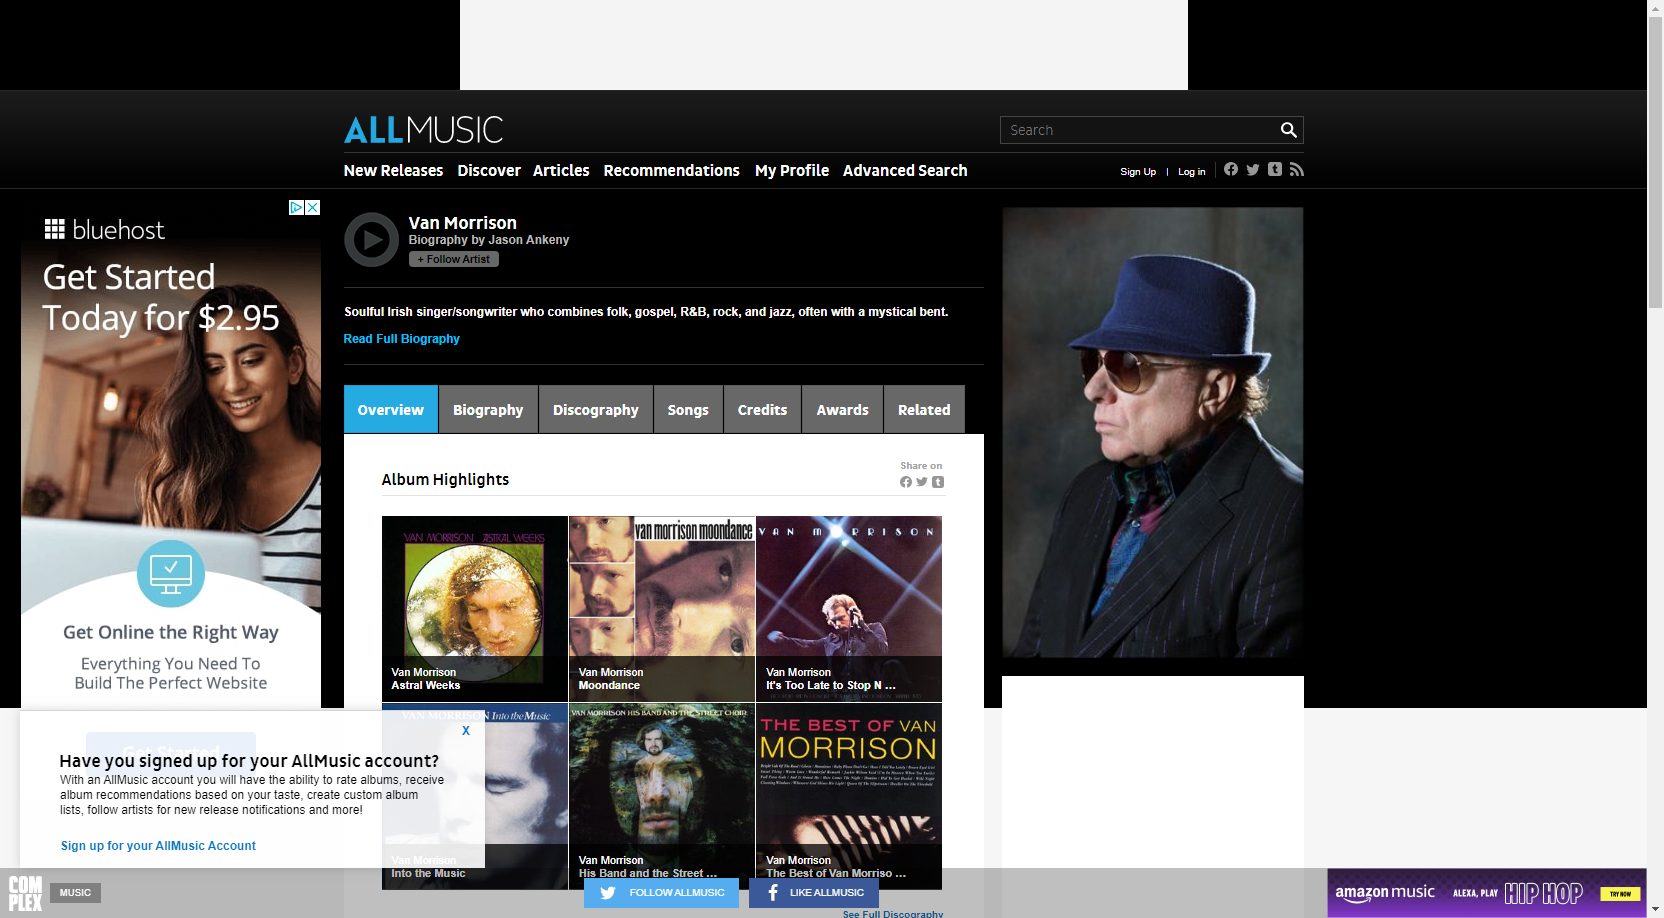 ALLMUSIC
Search
New Releases Discover Articles Recommendations My Profile Advanced Search
Sign Up | Log in
bluehost
Get Started
Today for $2.95
Get Online the Right Way
Everything You Need To
Build The Perfect Website
Get Started
Van Morrison
Biography by Jason Ankeny
+ Follow Artist
Soulful Irish singer/songwriter who combines folk, gospel, R&B, rock, and jazz, often with a mystical bent.
Read Full Biography
Overview Biography Discography Songs Credits Awards Related
Album Highlights
Share on
VAN MORRISON ASTRAL WEEKS
Van Morrison
Astral Weeks
van morrison moondance
Van Morrison
Moondance
VAN MORRISON
Van Morrison
It's Too Late to Stop N ...
VAN MORRISON Into the Music
Van Morrison
Into the Music
VAN MORRISON HIS BAND AND THE STREET CHOIR
Van Morrison
His Band and the Street ...
THE BEST OF VAN
MORRISON
Van Morrison
The Best of Van Morriso ...
See Full Discography
X
Have you signed up for your AllMusic account?
With an AllMusic account you will have the ability to rate albums, receive
album recommendations based on your taste, create custom album
lists, follow artists for new release notifications and more!
Sign up for your AllMusic Account
COM
PLEX
MUSIC
FOLLOW ALLMUSIC
LIKE ALLMUSIC
amazon music
ALEXA, PLAY
HIP HOP
TRY NOW